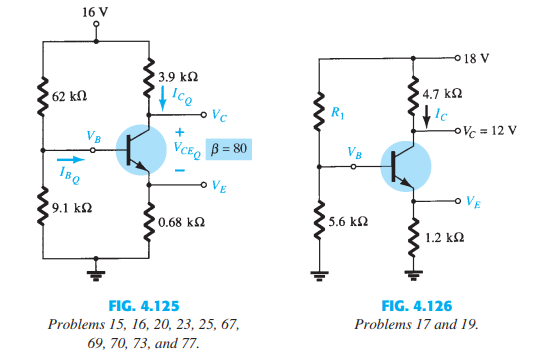 16 V
3.9 kΩ
I_CQ
62 kΩ
V_C
+
V_B
V_CEQ
β = 80
−
I_BQ
V_E
9.1 kΩ
0.68 kΩ
FIG. 4.125
Problems 15, 16, 20, 23, 25, 67,
69, 70, 73, and 77.
18 V
4.7 kΩ
R_1
I_C
V_C = 12 V
V_B
V_E
5.6 kΩ
1.2 kΩ
FIG. 4.126
Problems 17 and 19.